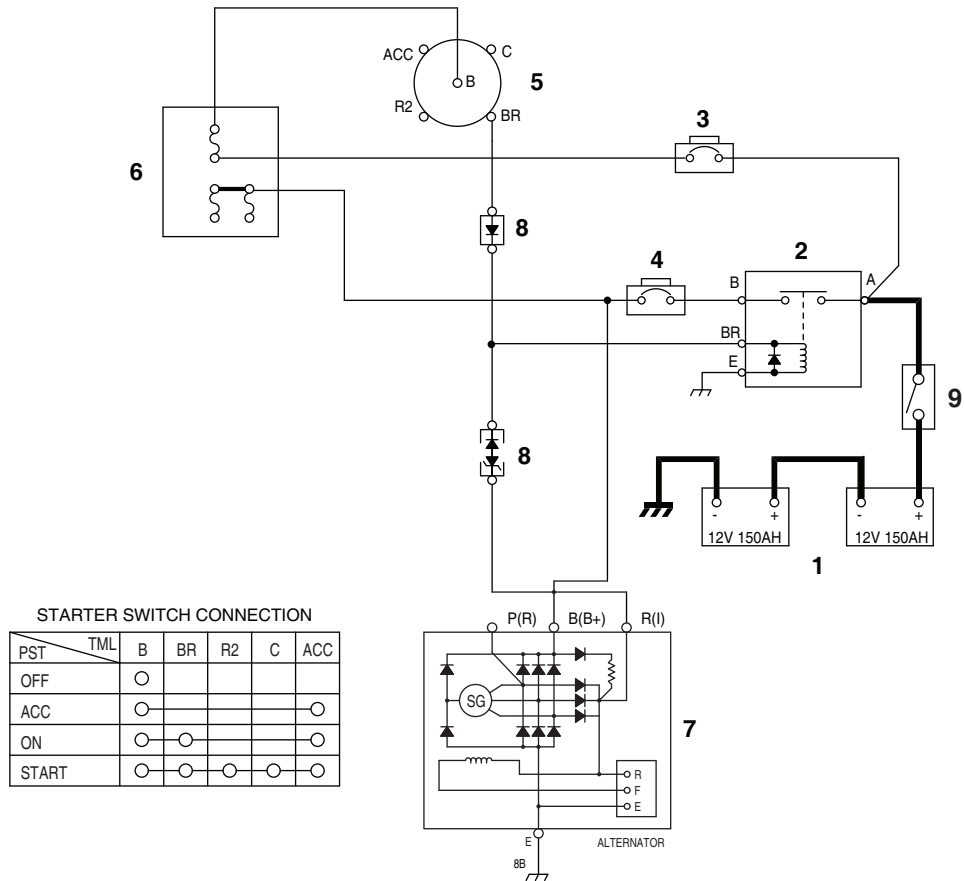 ACC
C
B
5
R2
BR
3
6
8
2
4
B
A
BR
E
9
8
-
+
-
+
12V 150AH
12V 150AH
1
STARTER SWITCH CONNECTION
PST TML B BR R2 C ACC
OFF
ACC
ON
START
P(R) B(B+) R(I)
SG
7
R
F
E
E
ALTERNATOR
8B